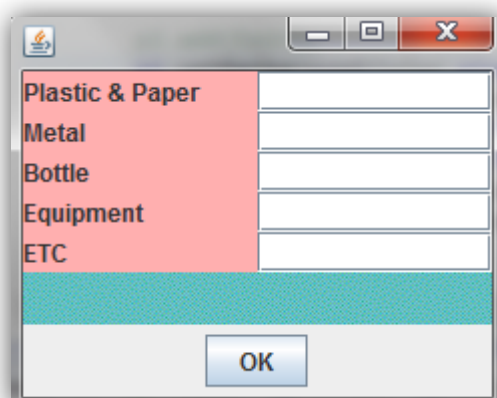 Plastic & Paper
Metal
Bottle
Equipment
ETC
OK